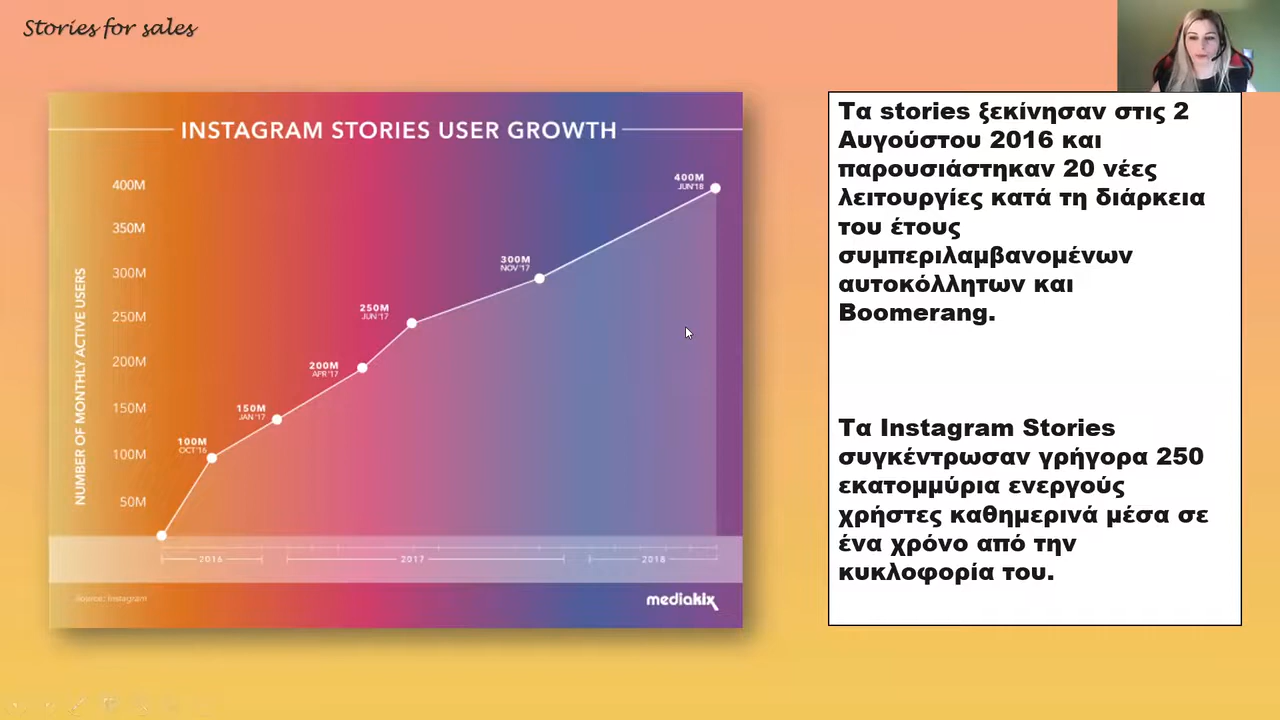 Stories for sales
INSTAGRAM STORIES USER GROWTH
NUMBER OF MONTHLY ACTIVE USERS
400M
350M
300M
250M
200M
150M
100M
50M
100M
OCT'16
150M
JAN'17
200M
APR'17
250M
JUN'17
300M
NOV'17
400M
JUN'18
2016
2017
2018
Source: Instagram
mediakix
Τα stories ξεκίνησαν στις 2
Αυγούστου 2016 και
παρουσιάστηκαν 20 νέες
λειτουργίες κατά τη διάρκεια
του έτους
συμπεριλαμβανομένων
αυτοκόλλητων και
Boomerang.
Τα Instagram Stories
συγκέντρωσαν γρήγορα 250
εκατομμύρια ενεργούς
χρήστες καθημερινά μέσα σε
ένα χρόνο από την
κυκλοφορία του.